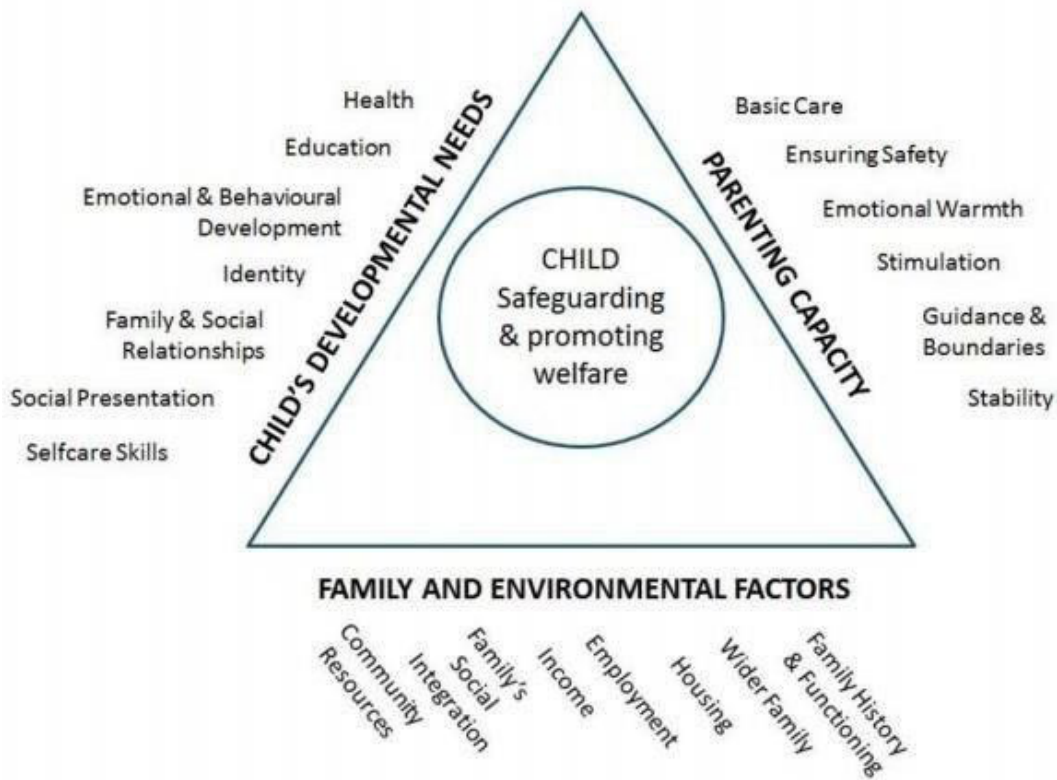 Health
Education
Emotional & Behavioural
Development
Identity
Family & Social
Relationships
Social Presentation
Selfcare Skills
CHILD'S DEVELOPMENTAL NEEDS
CHILD
Safeguarding
& promoting
welfare
PARENTING CAPACITY
Basic Care
Ensuring Safety
Emotional Warmth
Stimulation
Guidance &
Boundaries
Stability
FAMILY AND ENVIRONMENTAL FACTORS
Community
Resources
Family's
Social
Integration
Income
Employment
Housing
Wider Family
Family History
& Functioning